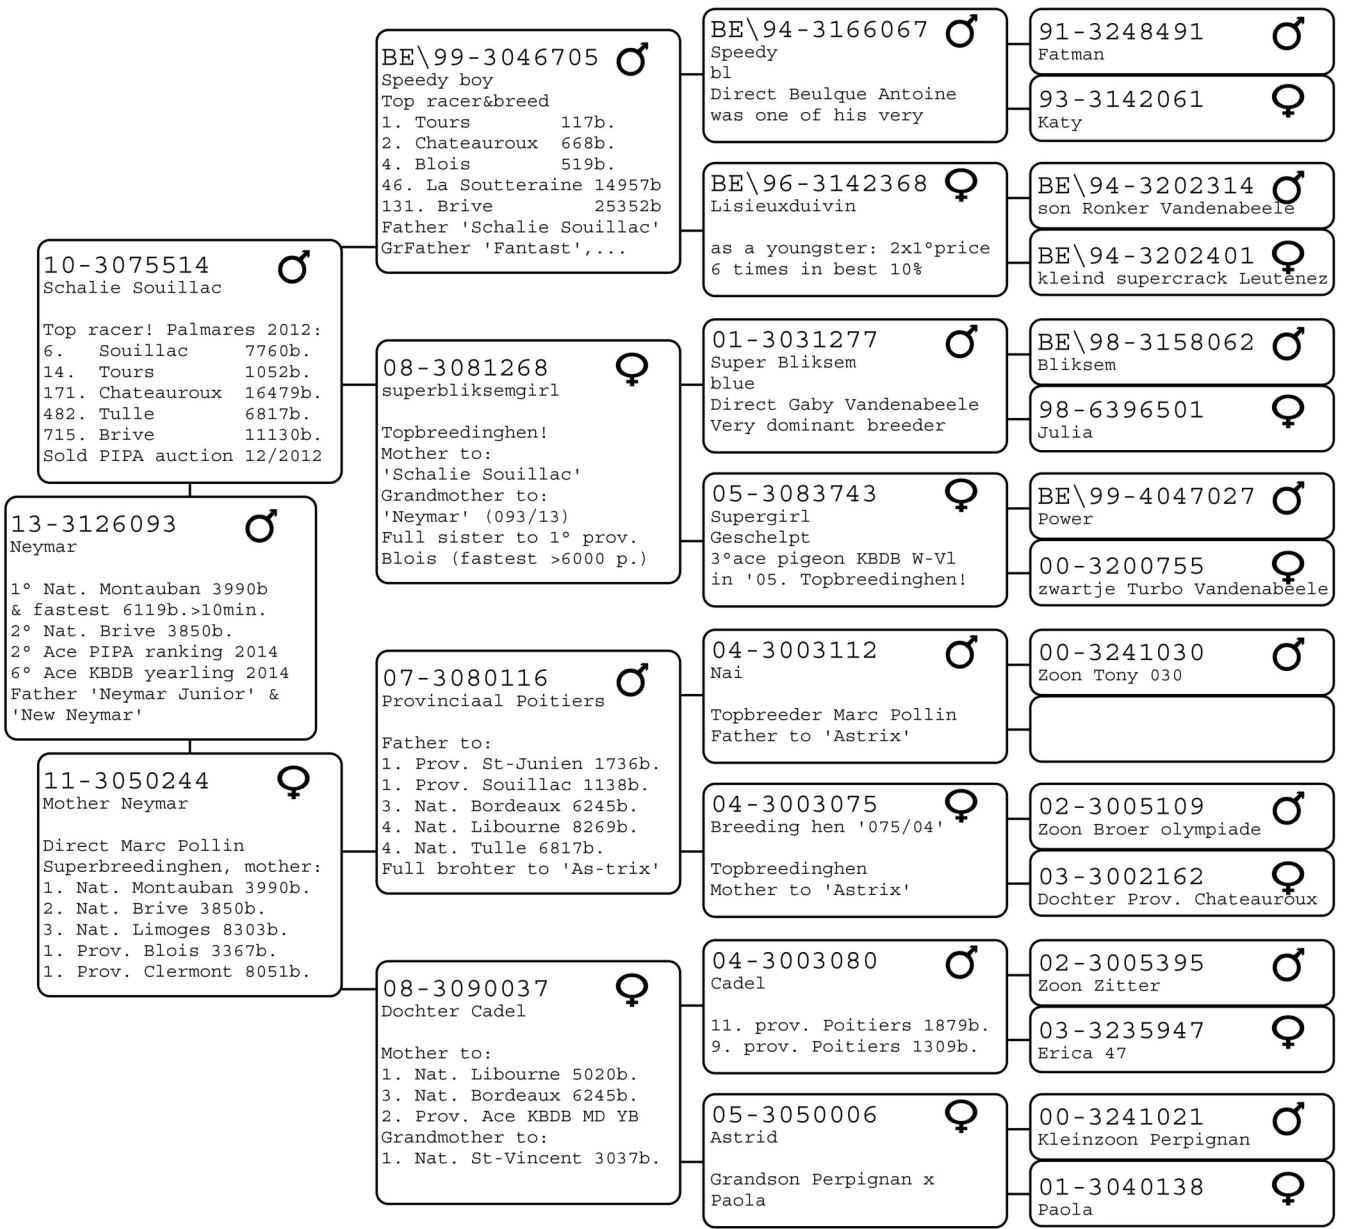 13-3126093
Neymar
1° Nat. Montauban 3990b
& fastest 6119b.>10min.
2° Nat. Brive 3850b.
2° Ace PIPA ranking 2014
6° Ace KBDB yearling 2014
Father 'Neymar Junior' &
'New Neymar'
10-3075514
Schalie Souillac
Top racer! Palmares 2012:
6. Souillac 7760b.
14. Tours 1052b.
171. Chateauroux 16479b.
482. Tulle 6817b.
715. Brive 11130b.
Sold PIPA auction 12/2012
11-3050244
Mother Neymar
Direct Marc Pollin
Superbreedinghen, mother:
1. Nat. Montauban 3990b.
2. Nat. Brive 3850b.
3. Nat. Limoges 8303b.
1. Prov. Blois 3367b.
1. Prov. Clermont 8051b.
BE\99-3046705
Speedy boy
Top racer&breed
1. Tours 117b.
2. Chateauroux 668b.
4. Blois 519b.
46. La Soutteraine 14957b
131. Brive 25352b
Father 'Schalie Souillac'
GrFather 'Fantast',...
08-3081268
superbliksemgirl
Topbreedinghen!
Mother to:
'Schalie Souillac'
Grandmother to:
'Neymar' (093/13)
Full sister to 1° prov.
Blois (fastest >6000 p.)
07-3080116
Provinciaal Poitiers
Father to:
1. Prov. St-Junien 1736b.
1. Prov. Souillac 1138b.
3. Nat. Bordeaux 6245b.
4. Nat. Libourne 8269b.
4. Nat. Tulle 6817b.
Full brohter to 'As-trix'
08-3090037
Dochter Cadel
Mother to:
1. Nat. Libourne 5020b.
3. Nat. Bordeaux 6245b.
2. Prov. Ace KBDB MD YB
Grandmother to:
1. Nat. St-Vincent 3037b.
BE\94-3166067
Speedy
bl
Direct Beulque Antoine
was one of his very
BE\96-3142368
Lisieuxduivin
as a youngster: 2x1°price
6 times in best 10%
01-3031277
Super Bliksem
blue
Direct Gaby Vandenabeele
Very dominant breeder
05-3083743
Supergirl
Geschelpt
3°ace pigeon KBDB W-Vl
in '05. Topbreedinghen!
04-3003112
Nai
Topbreeder Marc Pollin
Father to 'Astrix'
04-3003075
Breeding hen '075/04'
Topbreedinghen
Mother to 'Astrix'
04-3003080
Cadel
11. prov. Poitiers 1879b.
9. prov. Poitiers 1309b.
05-3050006
Astrid
Grandson Perpignan x
Paola
91-3248491
Fatman
93-3142061
Katy
BE\94-3202314
son Ronker Vandenabeele
BE\94-3202401
kleind supercrack Leutenez
BE\98-3158062
Bliksem
98-6396501
Julia
BE\99-4047027
Power
00-3200755
zwartje Turbo Vandenabeele
00-3241030
Zoon Tony 030
02-3005109
Zoon Broer olympiade
03-3002162
Dochter Prov. Chateauroux
02-3005395
Zoon Zitter
03-3235947
Erica 47
00-3241021
Kleinzoon Perpignan
01-3040138
Paola